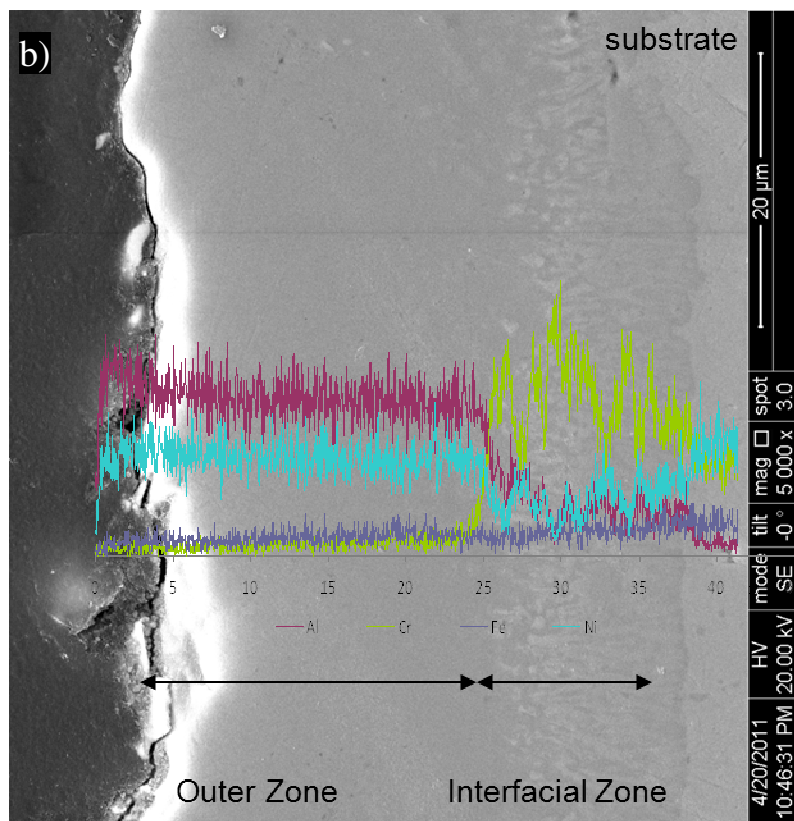 b)
substrate
0 5 10 15 20 25 30 35 40
Al Cr Fe Ni
Outer Zone Interfacial Zone
20 µm
spot 3.0
mag □ 5 000 x
tilt -0 °
mode SE
HV 20.00 kV
4/20/2011 10:46:31 PM